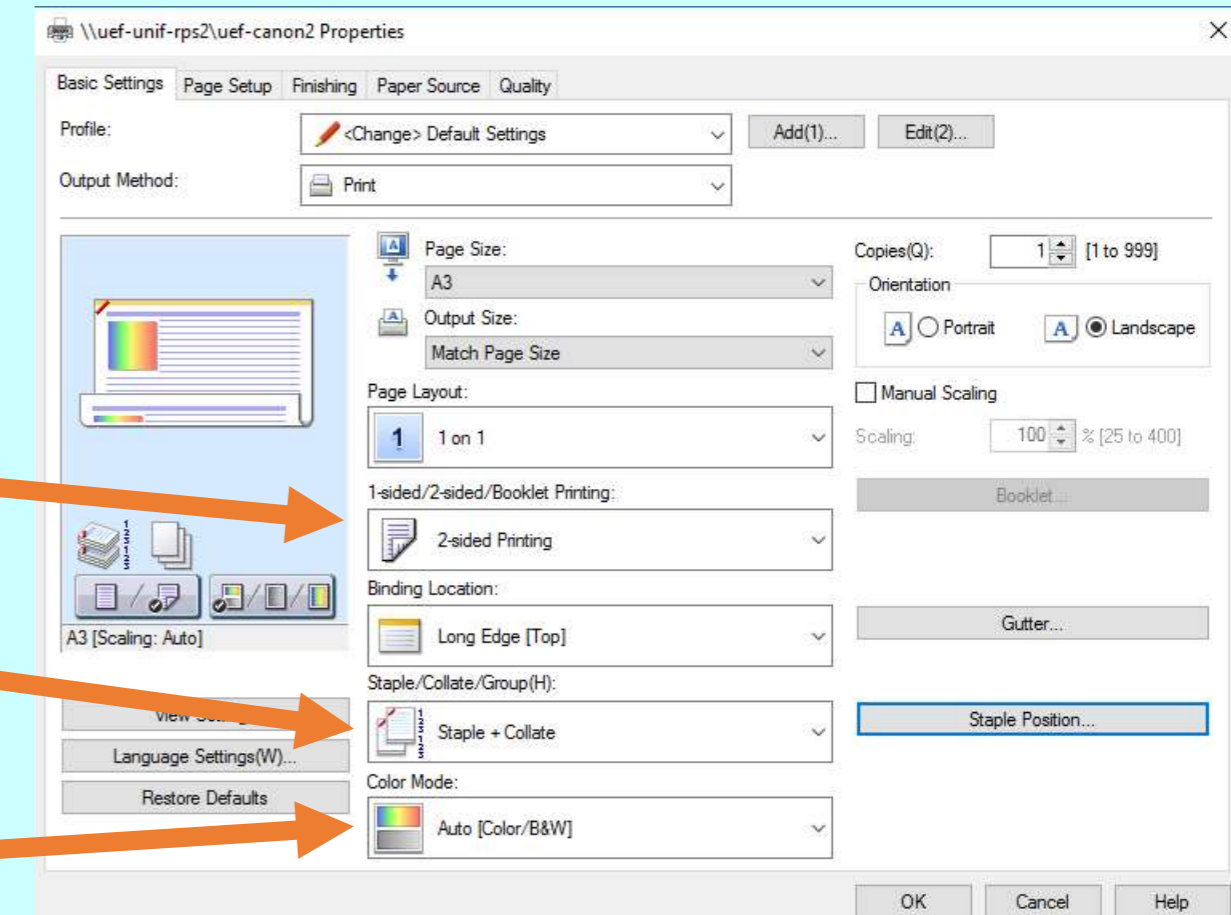 \\uef-unif-rps2\uef-canon2 Properties
Basic Settings Page Setup Finishing Paper Source Quality
Profile: <Change> Default Settings Add(1)... Edit(2)...
Output Method: Print
Page Size:
A3
Output Size:
Match Page Size
Page Layout:
1 1 on 1
1-sided/2-sided/Booklet Printing:
2-sided Printing
Binding Location:
Long Edge [Top]
Staple/Collate/Group(H):
Staple + Collate
Color Mode:
Auto [Color/B&W]
A3 [Scaling: Auto]
View
Language Settings(W)...
Restore Defaults
Copies(Q): 1 [1 to 999]
Orientation
A Portrait A Landscape
Manual Scaling
Scaling: 100 % [25 to 400]
Booklet...
Gutter...
Staple Position...
OK Cancel Help